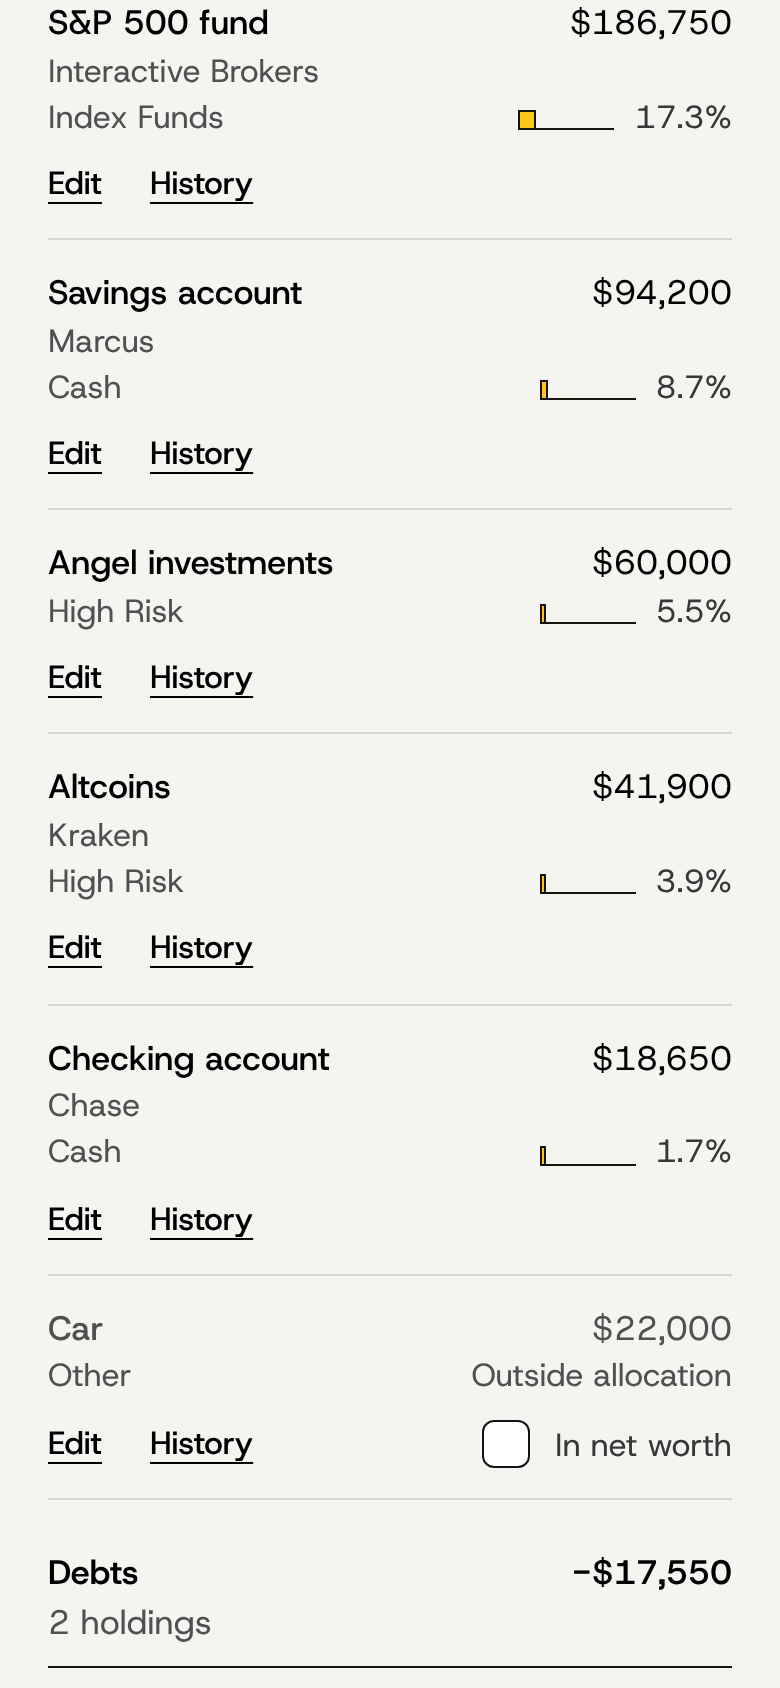 S&P 500 fund $186,750
Interactive Brokers
Index Funds 17.3%
Edit History
Savings account $94,200
Marcus
Cash 8.7%
Edit History
Angel investments $60,000
High Risk 5.5%
Edit History
Altcoins $41,900
Kraken
High Risk 3.9%
Edit History
Checking account $18,650
Chase
Cash 1.7%
Edit History
Car $22,000
Other Outside allocation
Edit History In net worth
Debts −$17,550
2 holdings